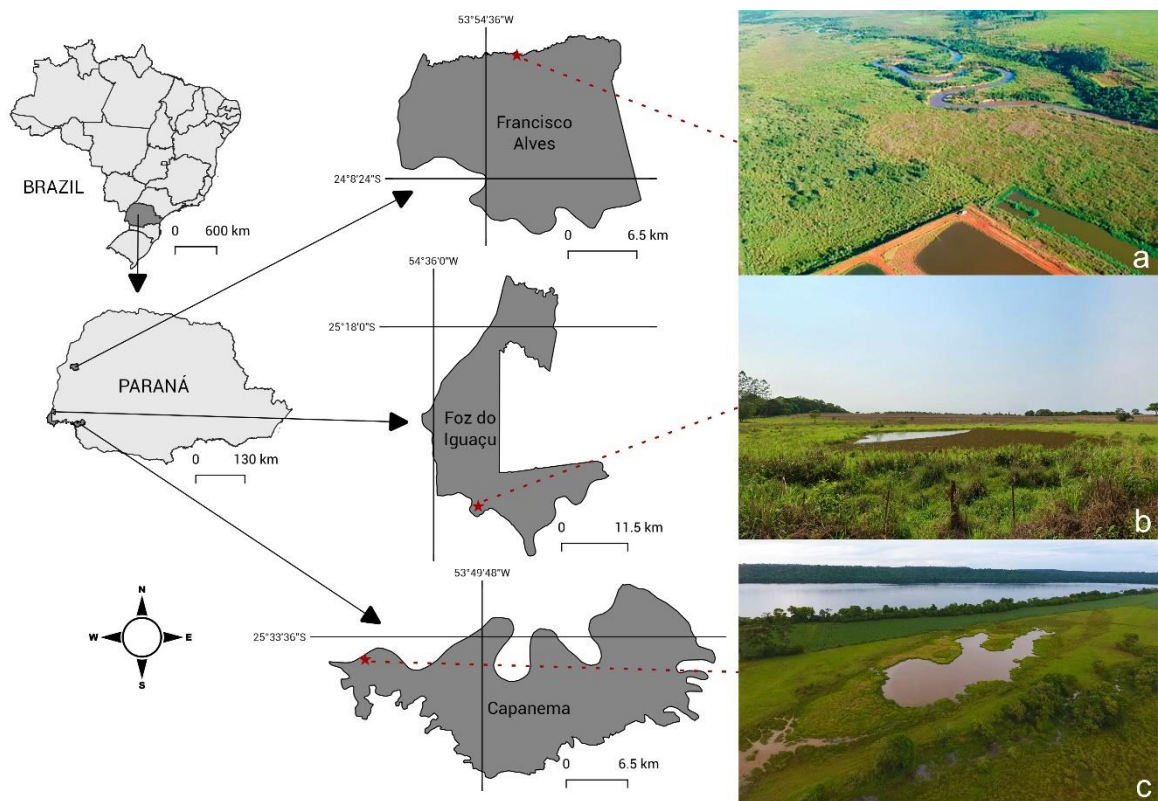 BRAZIL
0 600 km
PARANÁ
0 130 km
N
W E
S
53°54'36"W
Francisco
Alves
24°8'24"S
0 6.5 km
54°36'0"W
25°18'0"S
Foz do
Iguaçu
0 11.5 km
53°49'48"W
25°33'36"S
Capanema
0 6.5 km
a
b
c